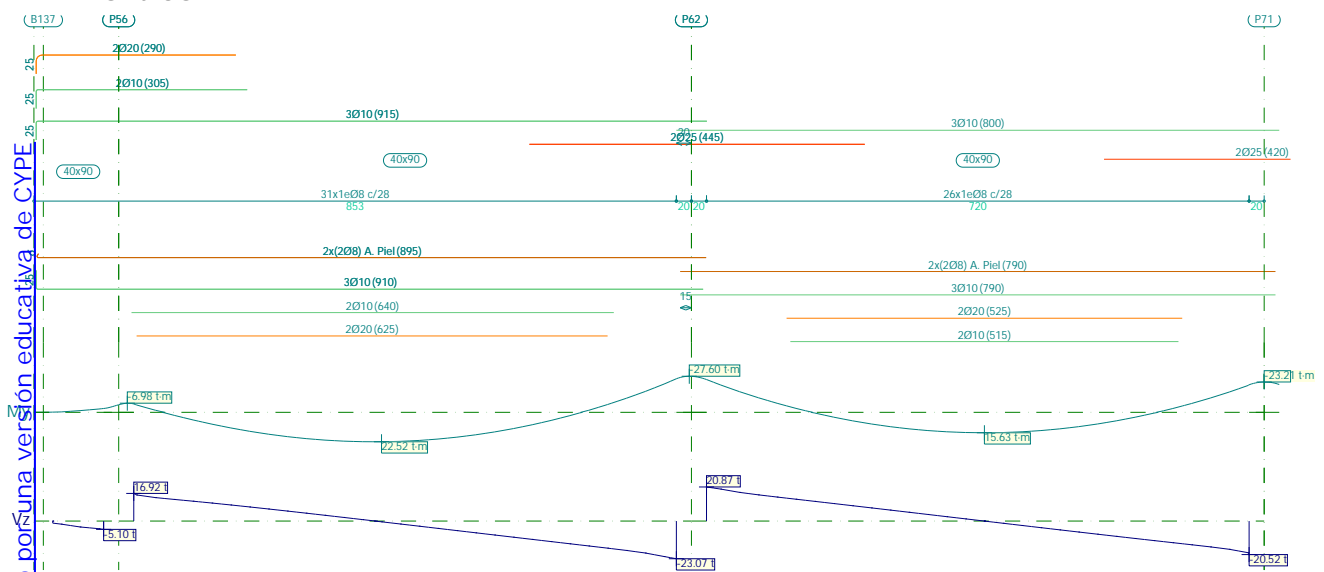 B137
P56
P62
P71
2Ø20 (290)
25
2Ø10 (305)
25
3Ø10 (915)
25
3Ø10 (800)
20
2Ø25 (445)
2Ø25 (420)
40x90
40x90
40x90
31x1eØ8 c/28
26x1eø8 c/28
853
20
20
720
20
2x(2Ø8) A. Piel (895)
2x(2Ø8) A. Piel (790)
25
3Ø10 (910)
3Ø10 (790)
15
2Ø10 (640)
2Ø20 (525)
2Ø20 (625)
2Ø10 (515)
-27.60 t·m
-23.21 t·m
-6.98 t·m
My
22.52 t·m
15.63 t·m
16.92 t
20.87 t
Vz
-5.10 t
-23.07 t
-20.52 t
por una versión educativa de CYPE